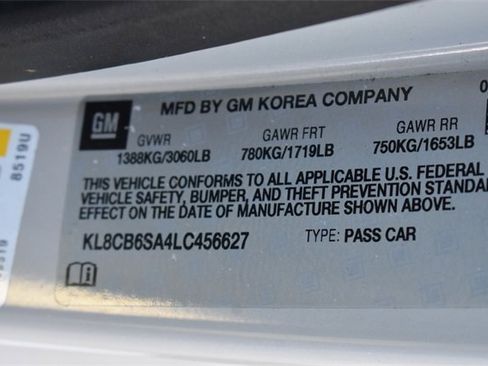 0
MFD BY GM KOREA COMPANY
GM
GVWR GAWR FRT GAWR RR
1388KG/3060LB 780KG/1719LB 750KG/1653LB
THIS VEHICLE CONFORMS TO ALL APPLICABLE U.S. FEDERAL
VEHICLE SAFETY, BUMPER, AND THEFT PREVENTION STANDA
EFFECT ON THE DATE OF MANUFACTURE SHOWN ABOVE.
KL8CB6SA4LC456627 TYPE: PASS CAR
8519U